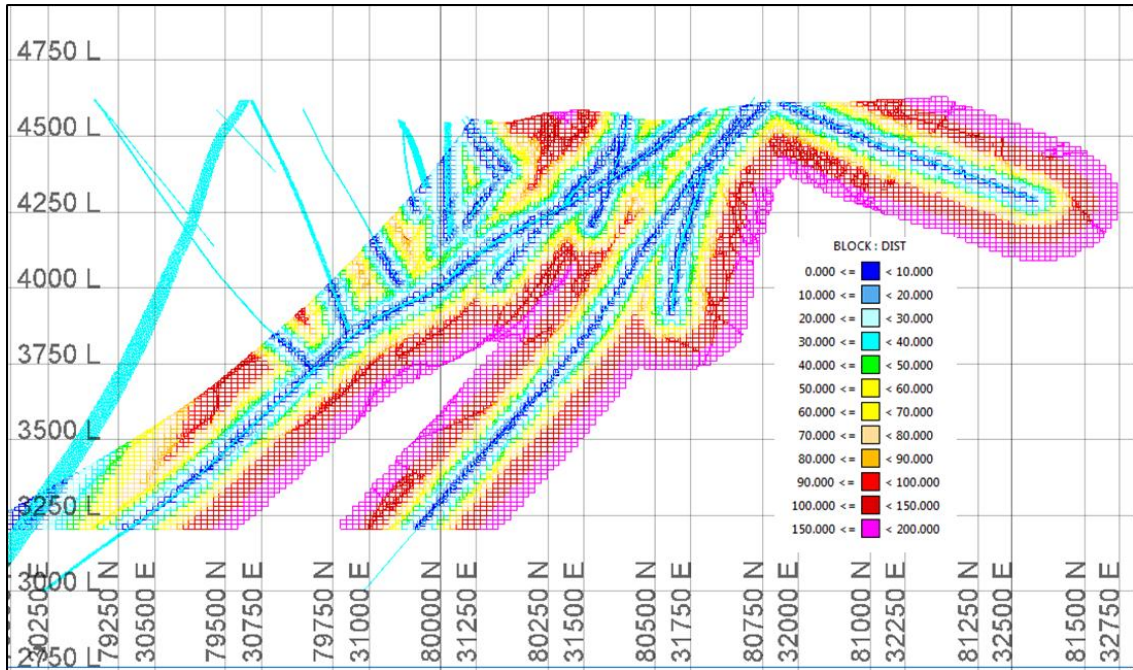 4750 L
4500 L
4250 L
4000 L
3750 L
3500 L
3250 L
3000 L
2750 L
BLOCK : DIST
0.000 <= < 10.000
10.000 <= < 20.000
20.000 <= < 30.000
30.000 <= < 40.000
40.000 <= < 50.000
50.000 <= < 60.000
60.000 <= < 70.000
70.000 <= < 80.000
80.000 <= < 90.000
90.000 <= < 100.000
100.000 <= < 150.000
150.000 <= < 200.000
30250 E
79250 N
30500 E
79500 N
30750 E
79750 N
31000 E
80000 N
31250 E
80250 N
31500 E
80500 N
31750 E
80750 N
32000 E
81000 N
32250 E
81250 N
32500 E
81500 N
32750 E